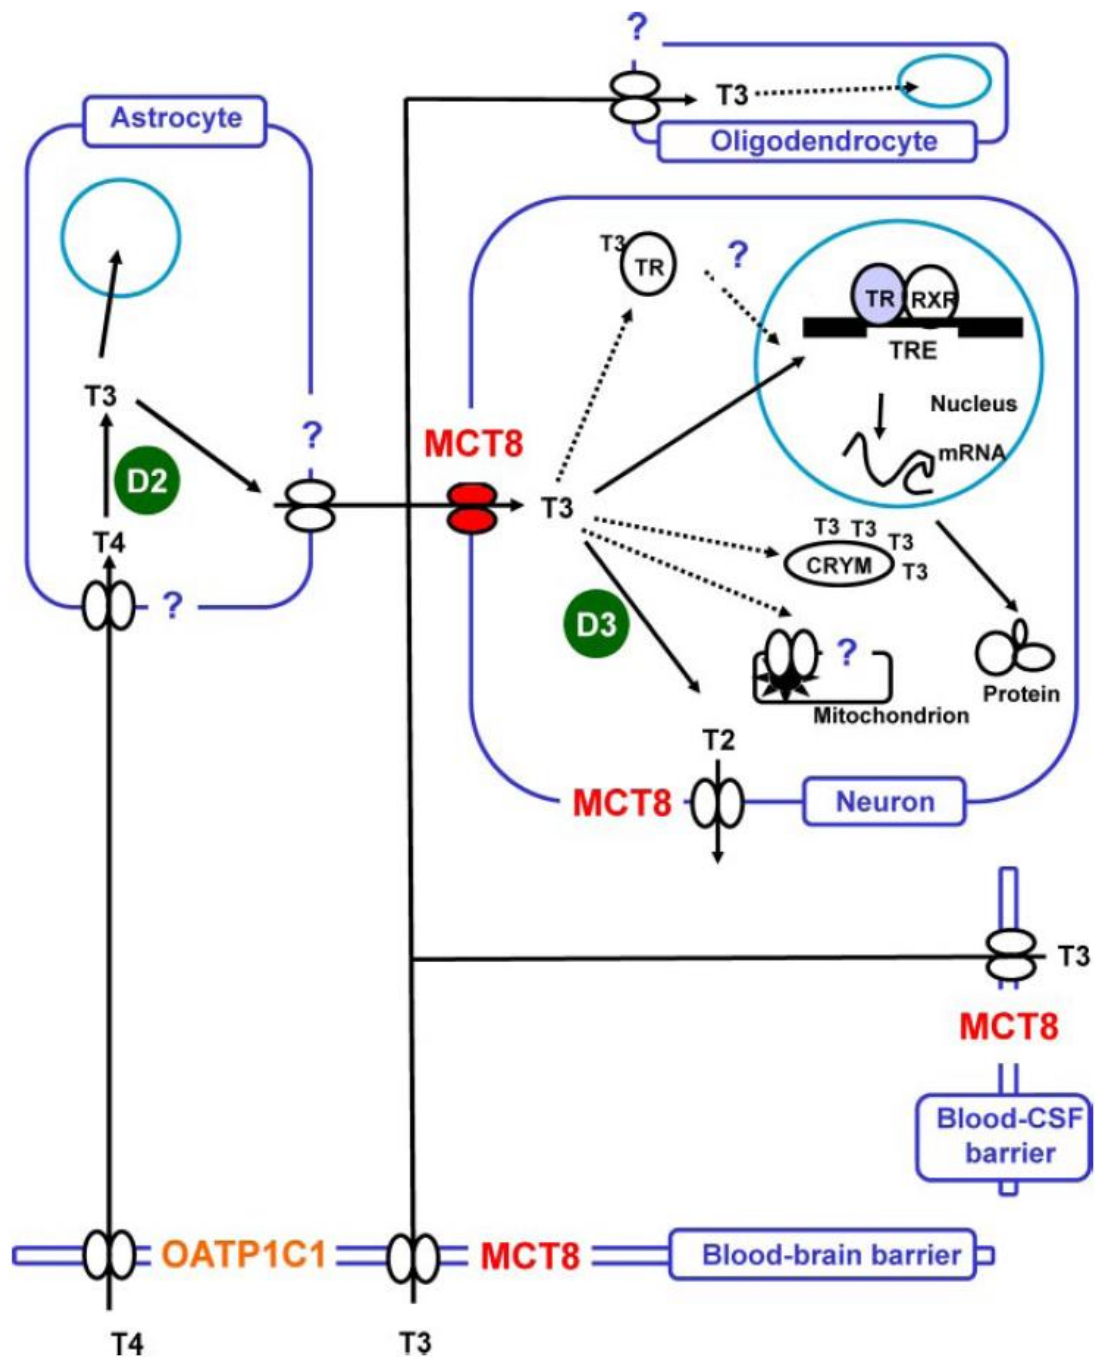 ?
T3
Oligodendrocyte
Astrocyte
T3
D2
T4
?
?
MCT8
T3
T3
TR
?
TR
RXR
TRE
Nucleus
mRNA
T3
T3
T3
T3
CRYM
D3
?
Mitochondrion
Protein
T2
MCT8
Neuron
T3
MCT8
Blood-CSF
barrier
OATP1C1
MCT8
Blood-brain barrier
T4
T3